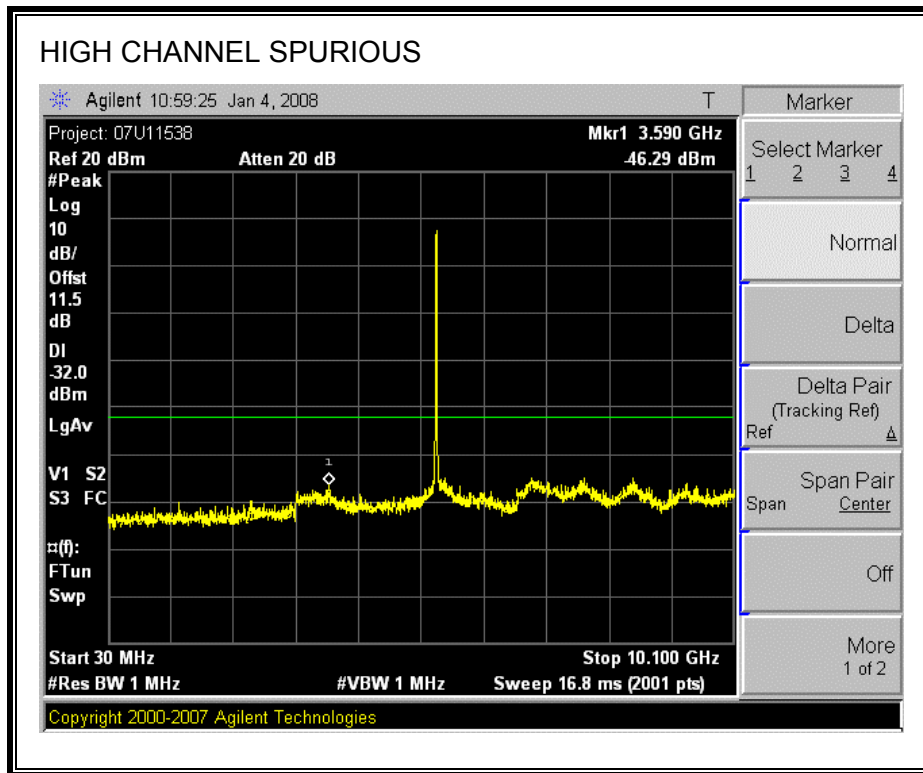 HIGH CHANNEL SPURIOUS
Agilent 10:59:25 Jan 4, 2008 T
Project: 07U11538 Mkr1 3.590 GHz
Ref 20 dBm Atten 20 dB -46.29 dBm
#Peak
Log
10
dB/
Offst
11.5
dB
DI
-32.0
dBm
LgAv
V1 S2
S3 FC
¤(f):
FTun
Swp
1
Start 30 MHz Stop 10.100 GHz
#Res BW 1 MHz #VBW 1 MHz Sweep 16.8 ms (2001 pts)
Copyright 2000-2007 Agilent Technologies
Marker
Select Marker
1 2 3 4
Normal
Delta
Delta Pair
(Tracking Ref)
Ref Δ
Span Pair
Span Center
Off
More
1 of 2